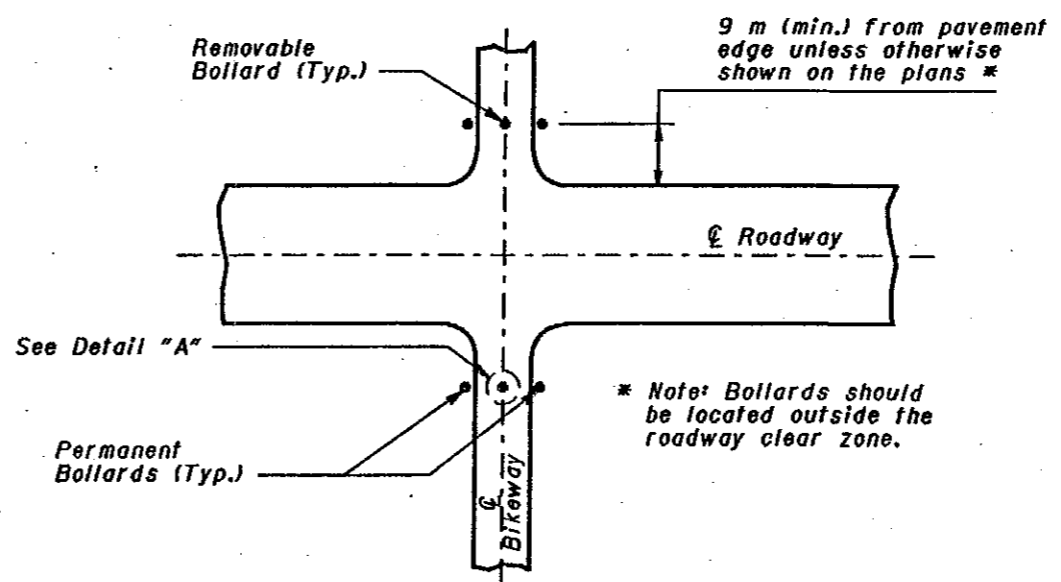 Removable
Bollard (Typ.)
9 m (min.) from pavement
edge unless otherwise
shown on the plans *
℄ Roadway
See Detail "A"
* Note: Bollards should
be located outside the
roadway clear zone.
Permanent
Bollards (Typ.)
℄
Bikeway